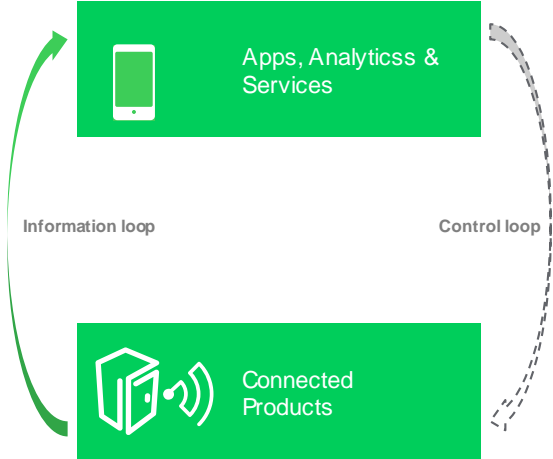 Apps, Analyticss &
Services
Information loop
Control loop
Connected
Products